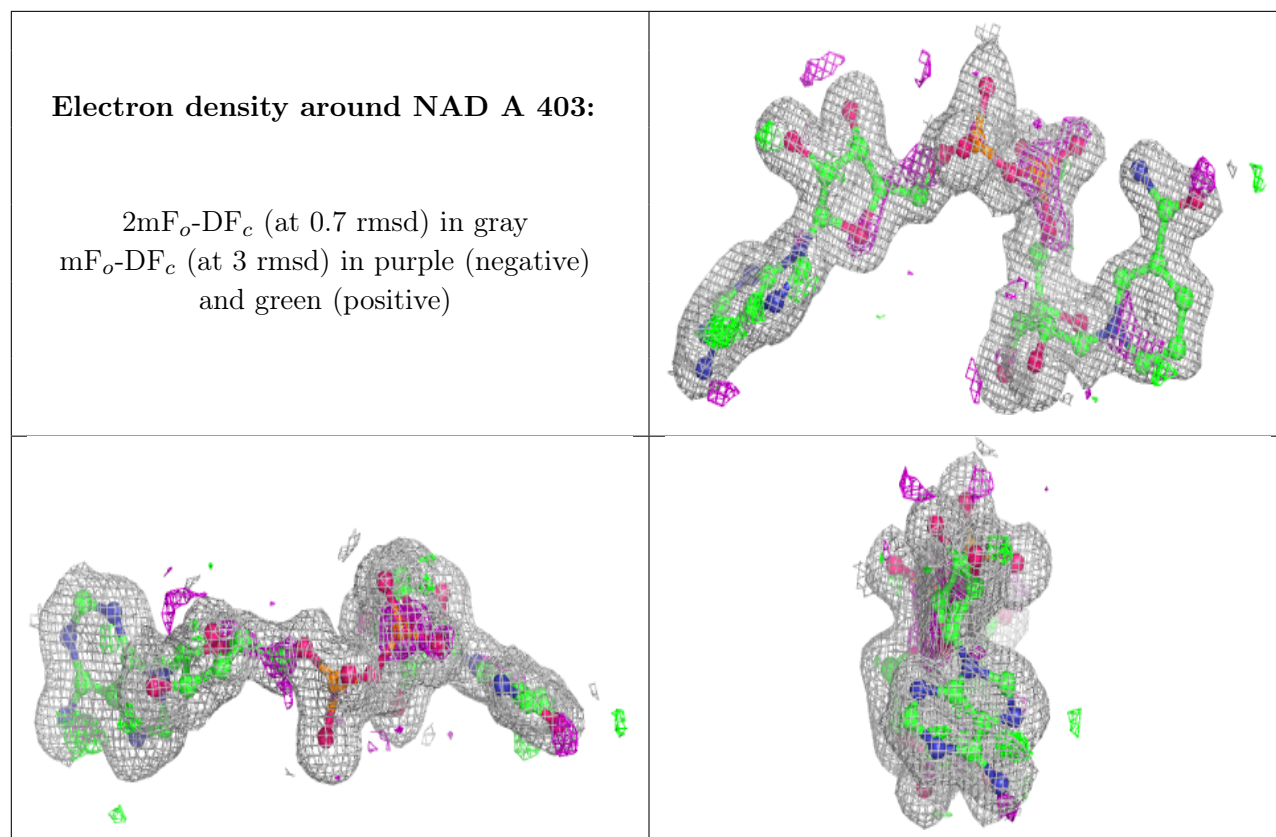 Electron density around NAD A 403:
2mFₒ-DF𝒸 (at 0.7 rmsd) in gray
mFₒ-DF𝒸 (at 3 rmsd) in purple (negative)
and green (positive)